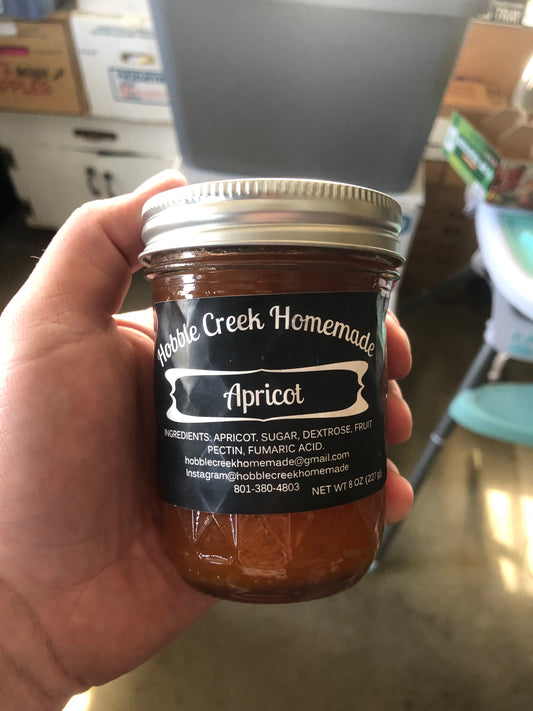 Hobble Creek Homemade
Apricot
INGREDIENTS: APRICOT. SUGAR, DEXTROSE, FRUIT
PECTIN, FUMARIC ACID.
hobblecreekhomemade@gmail.com
Instagram@hobblecreekhomemade
801-380-4803
NET WT 8 OZ (227 g)